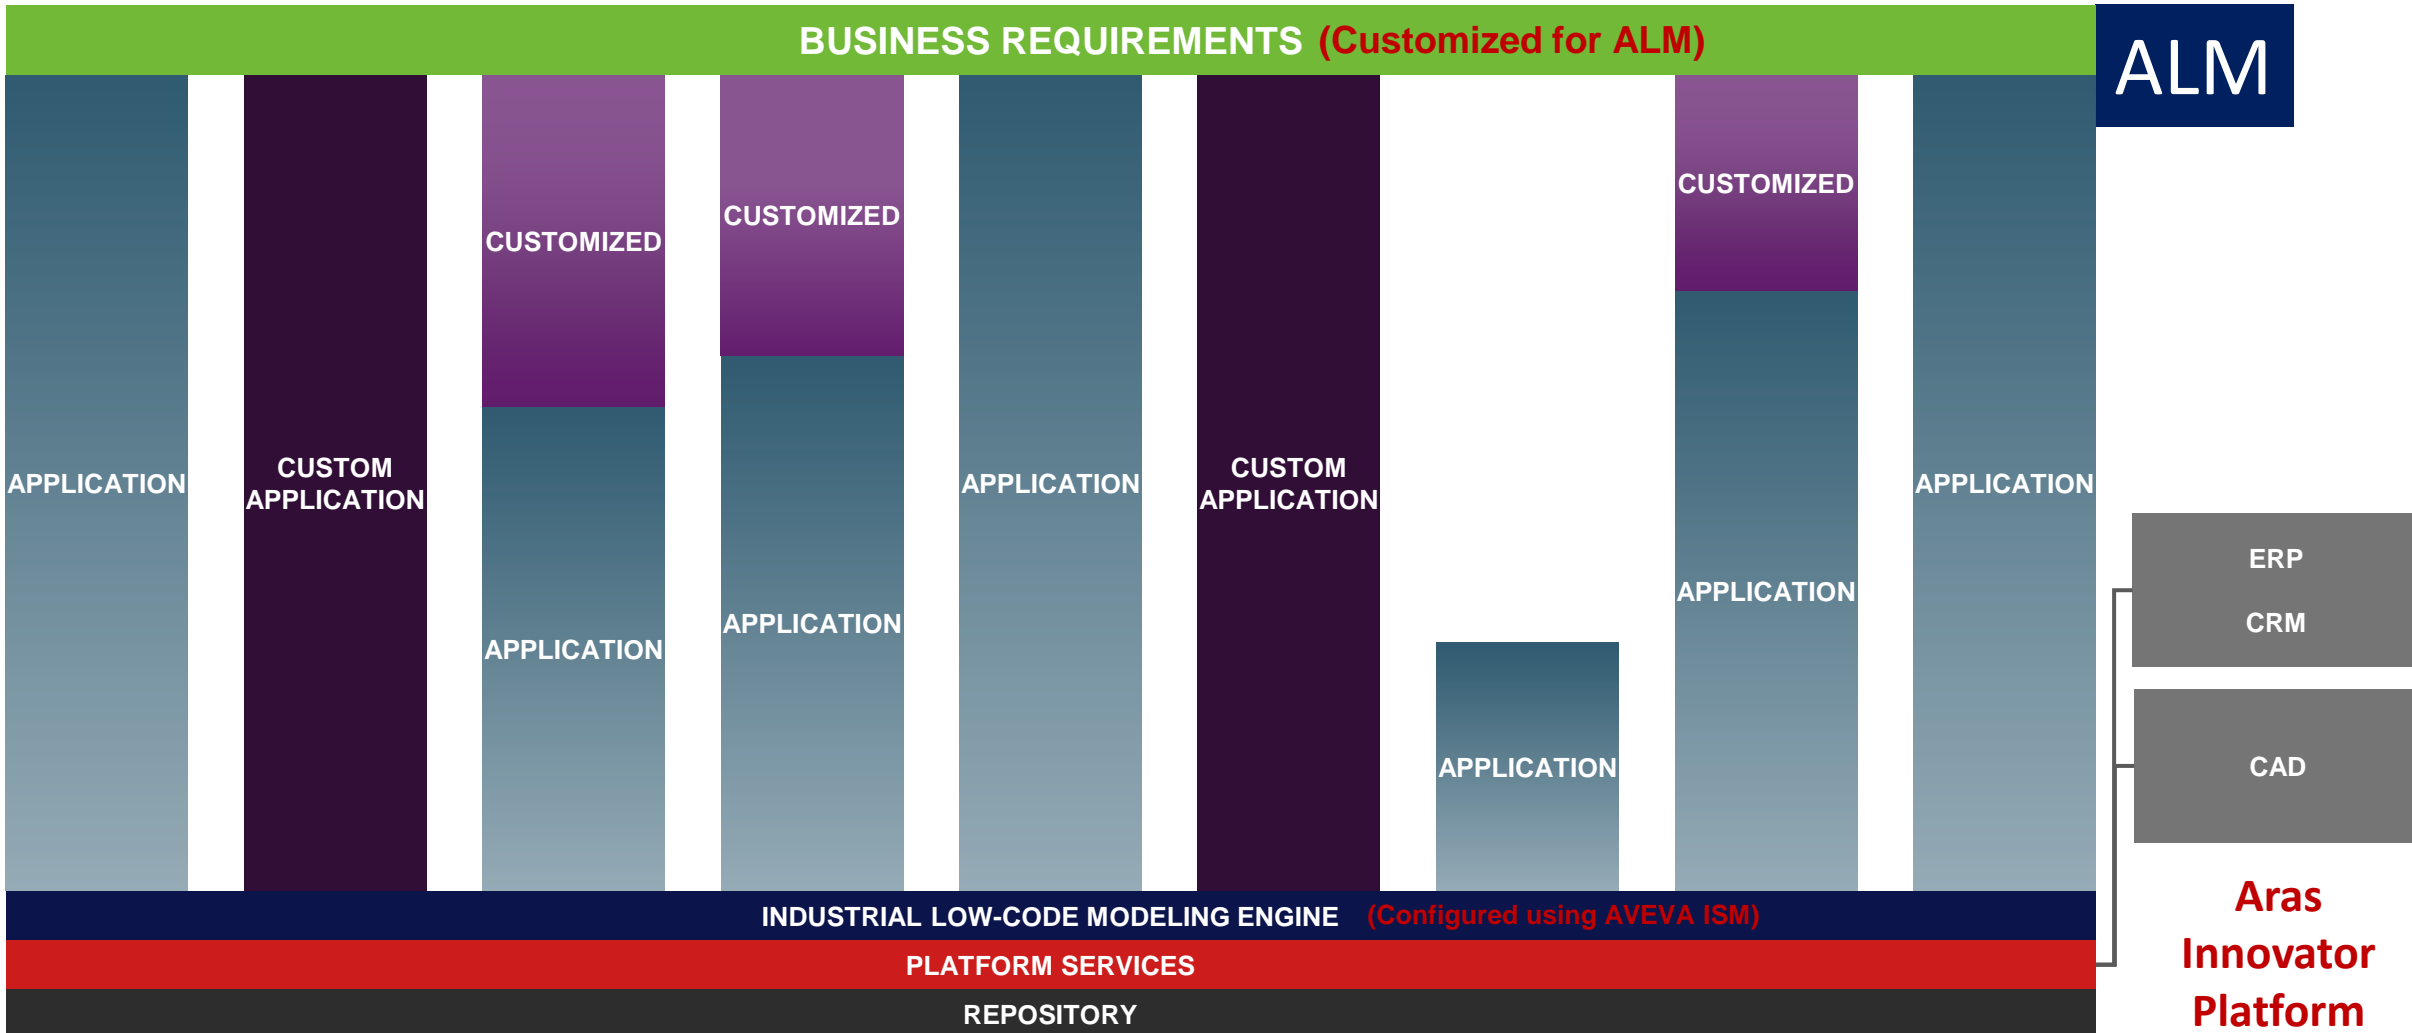 BUSINESS REQUIREMENTS (Customized for ALM)
ALM
CUSTOMIZED
CUSTOMIZED
CUSTOMIZED
APPLICATION
CUSTOM
APPLICATION
APPLICATION
APPLICATION
APPLICATION
CUSTOM
APPLICATION
APPLICATION
APPLICATION
APPLICATION
ERP
CRM
CAD
INDUSTRIAL LOW-CODE MODELING ENGINE (Configured using AVEVA ISM)
PLATFORM SERVICES
REPOSITORY
Aras
Innovator
Platform